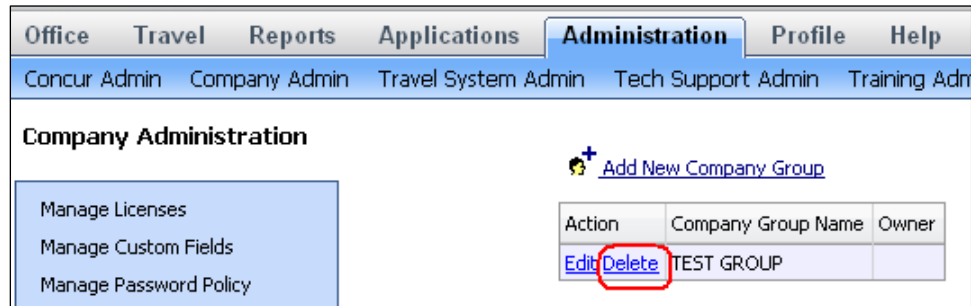 Office Travel Reports Applications Administration Profile Help
Concur Admin Company Admin Travel System Admin Tech Support Admin Training Adm
Company Administration
Add New Company Group
Manage Licenses
Manage Custom Fields
Manage Password Policy
Action Company Group Name Owner
Edit Delete TEST GROUP